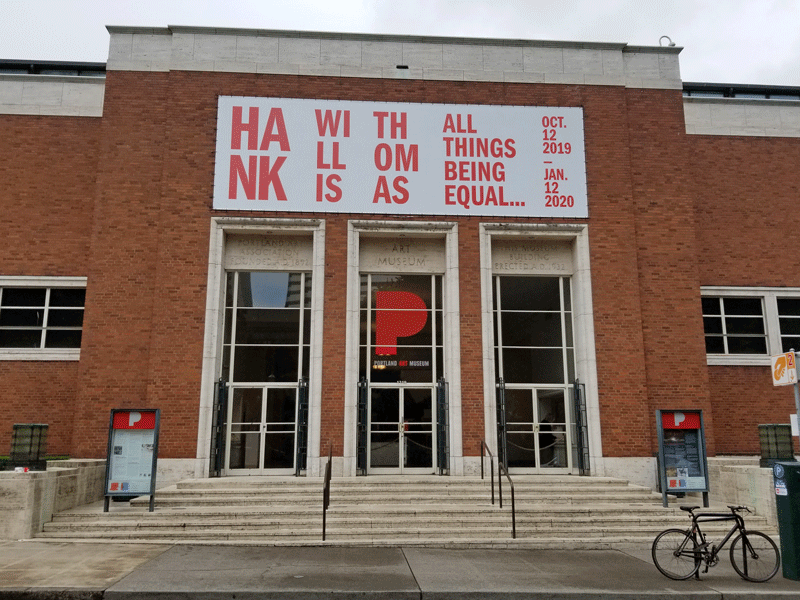 HA
NK
WI
LL
IS
TH
OM
AS
ALL
THINGS
BEING
EQUAL...
OCT.
12
2019
–
JAN.
12
2020
ART
MUSEUM
P
PORTLAND ART MUSEUM
P
P